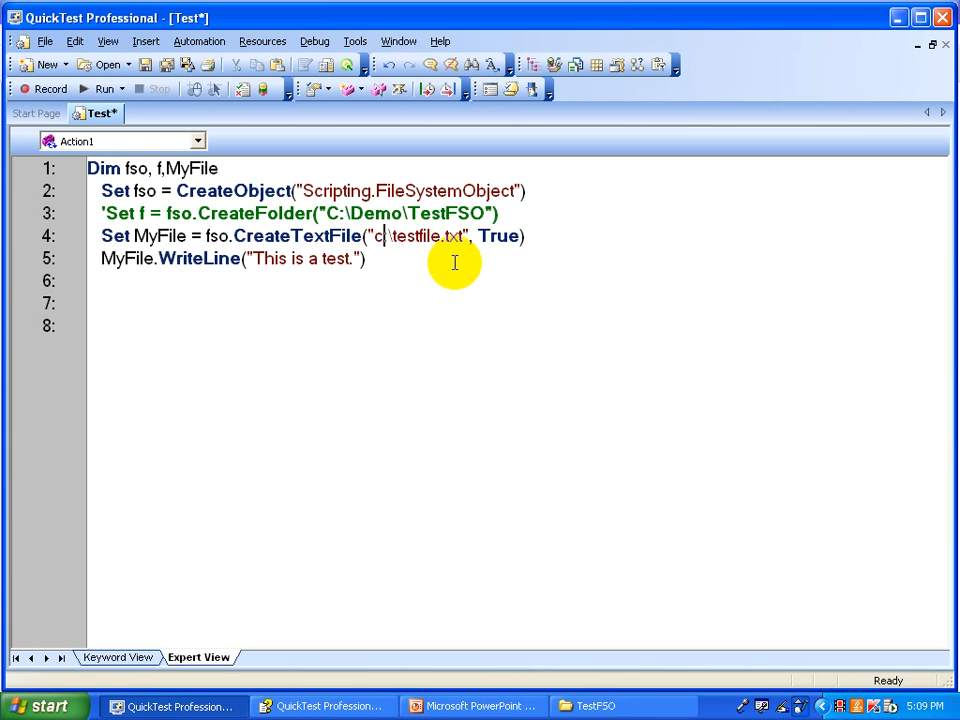 QuickTest Professional - [Test*]
File Edit View Insert Automation Resources Debug Tools Window Help
New Open
Record Run Stop
Start Page Test*
Action1
1: Dim fso, f,MyFile
2: Set fso = CreateObject("Scripting.FileSystemObject")
3: 'Set f = fso.CreateFolder("C:\Demo\TestFSO")
4: Set MyFile = fso.CreateTextFile("c:\testfile.txt", True)
5: MyFile.WriteLine("This is a test.")
6:
7:
8:
Keyword View Expert View
Ready
start QuickTest Profession... QuickTest Profession... Microsoft PowerPoint ... TestFSO 5:09 PM